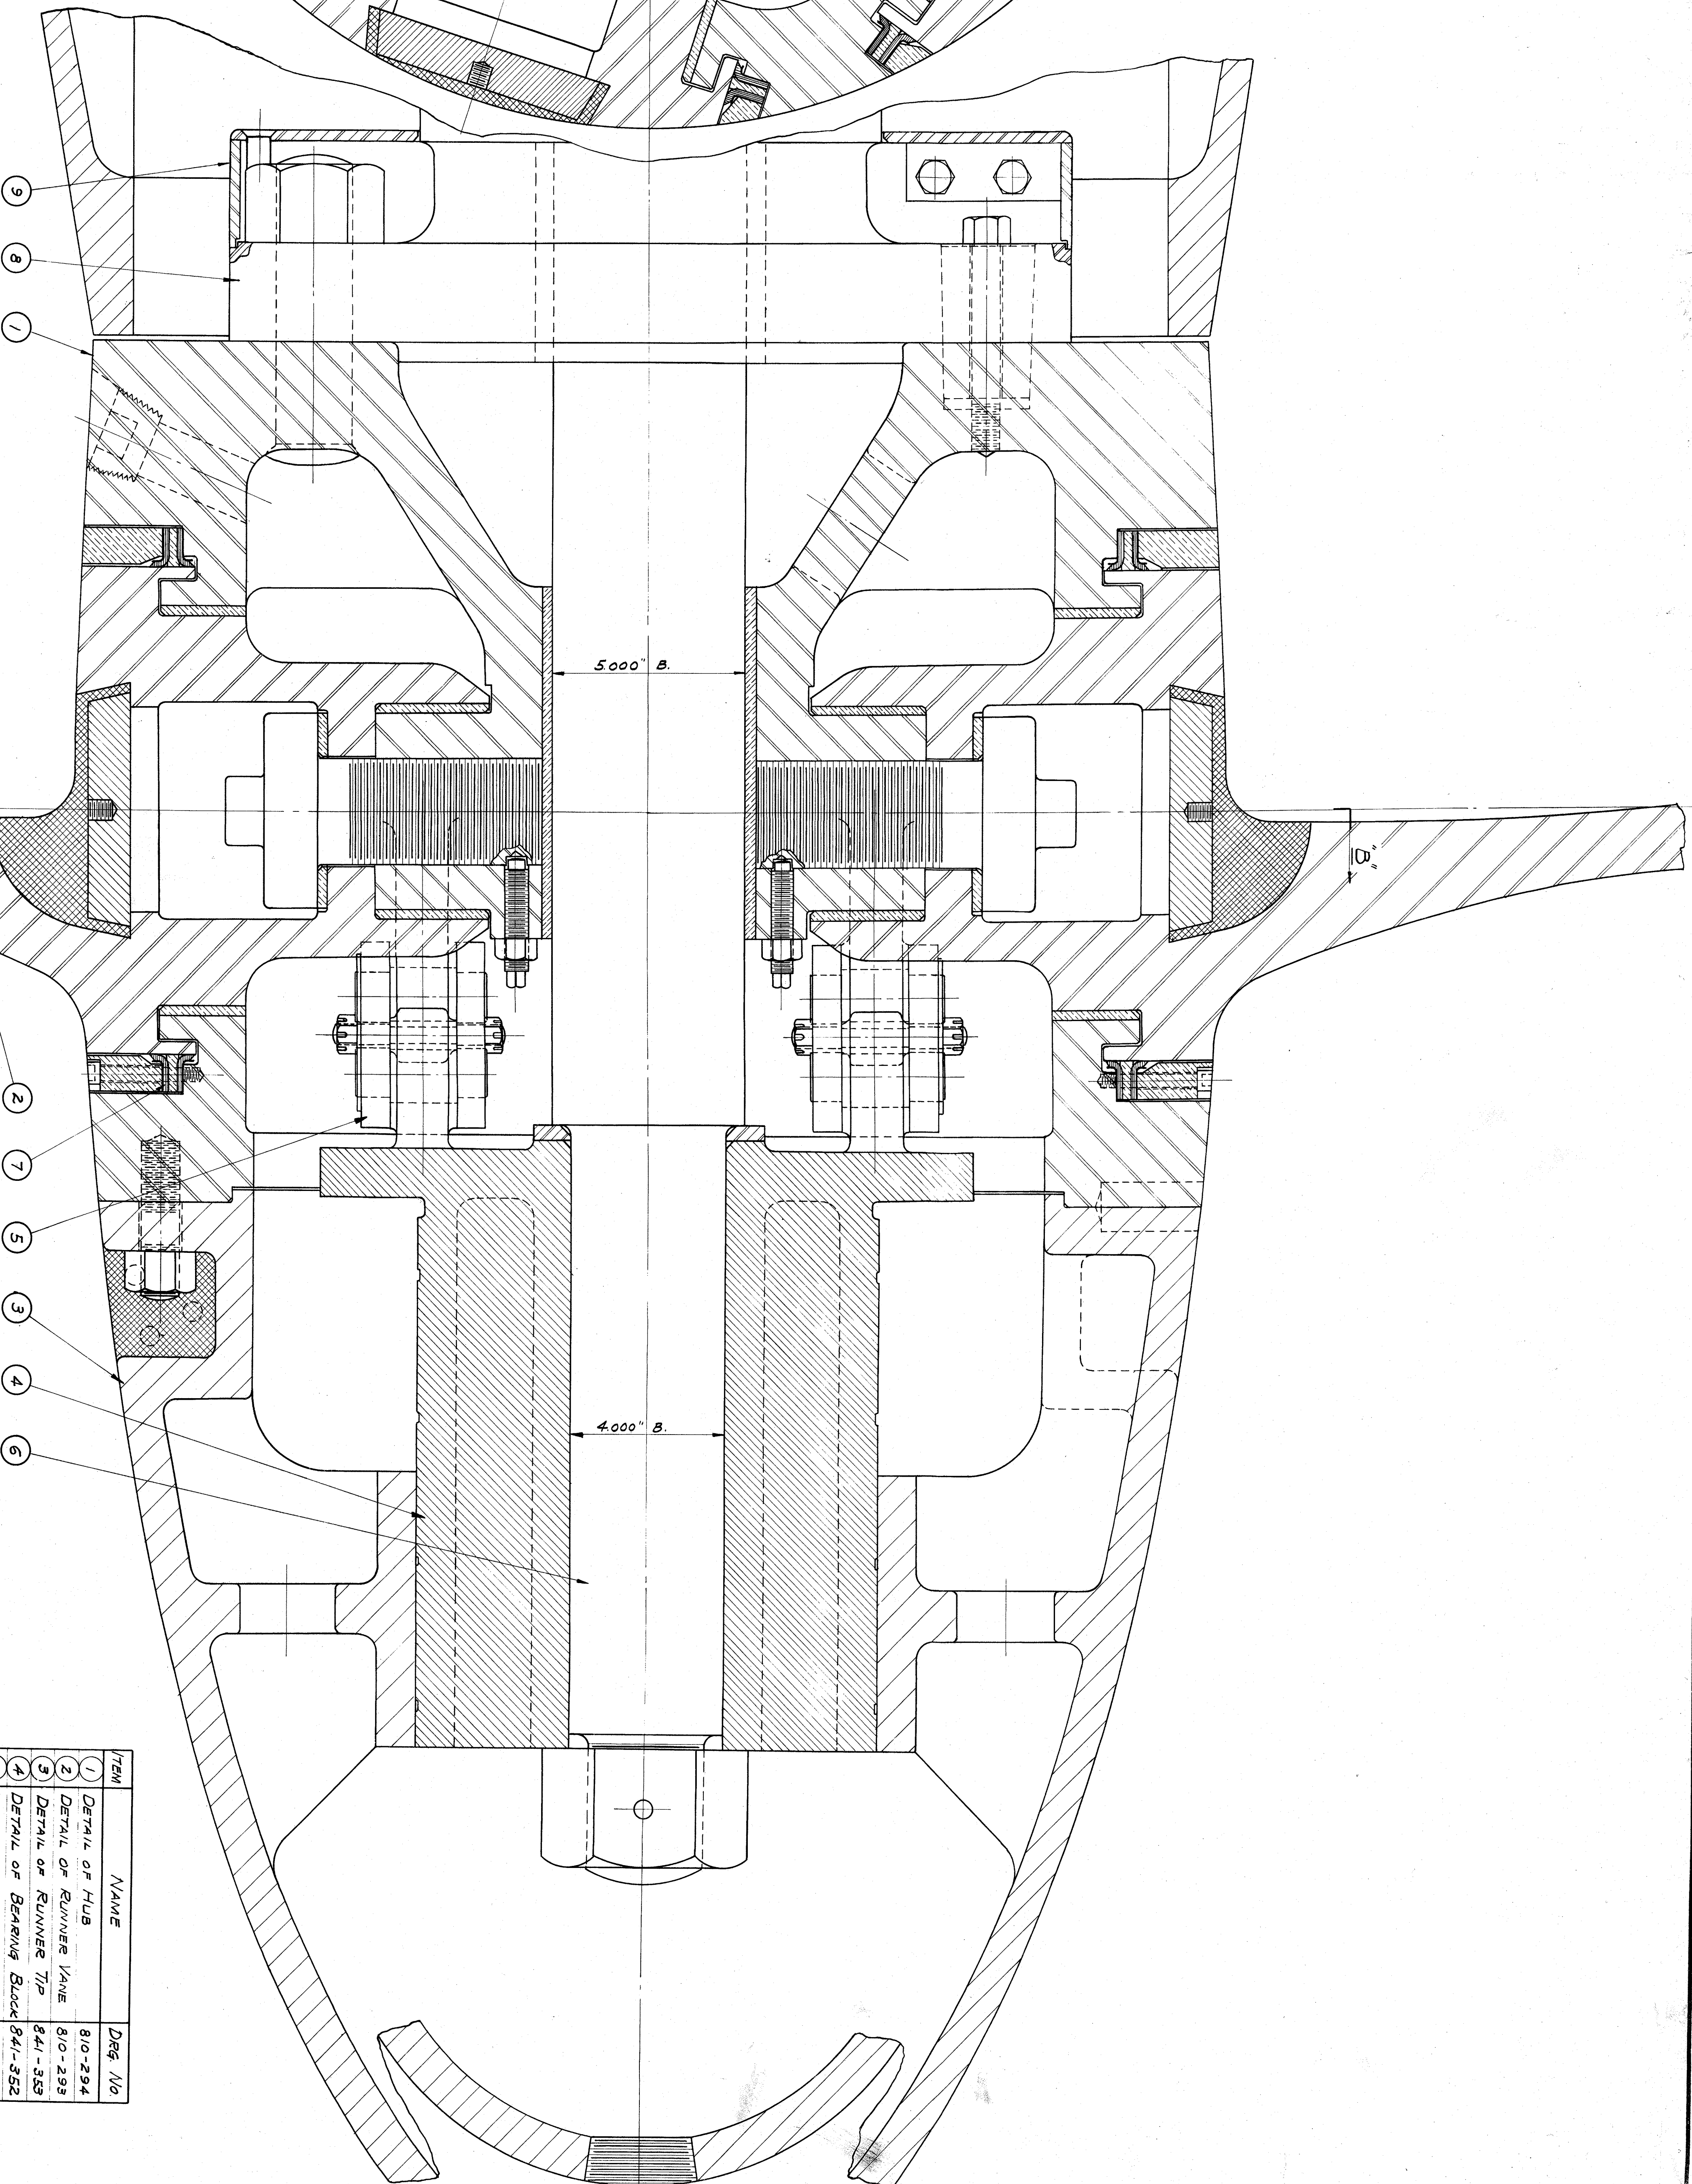 9
8
1
5.000" B.
"B"
2
7
5
3
4
6
4.000" B.
ITEM NAME DRG. NO.
1 DETAIL OF HUB 810-294
2 DETAIL OF RUNNER VANE 810-293
3 DETAIL OF RUNNER TIP 841-353
4 DETAIL OF BEARING BLOCK 841-352